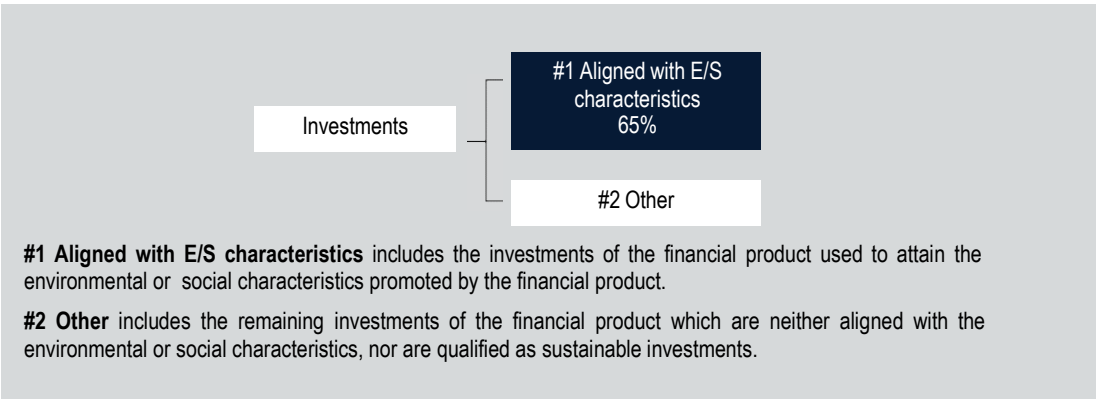 #1 Aligned with E/S
characteristics
65%
Investments
#2 Other
#1 Aligned with E/S characteristics includes the investments of the financial product used to attain the
environmental or social characteristics promoted by the financial product.
#2 Other includes the remaining investments of the financial product which are neither aligned with the
environmental or social characteristics, nor are qualified as sustainable investments.